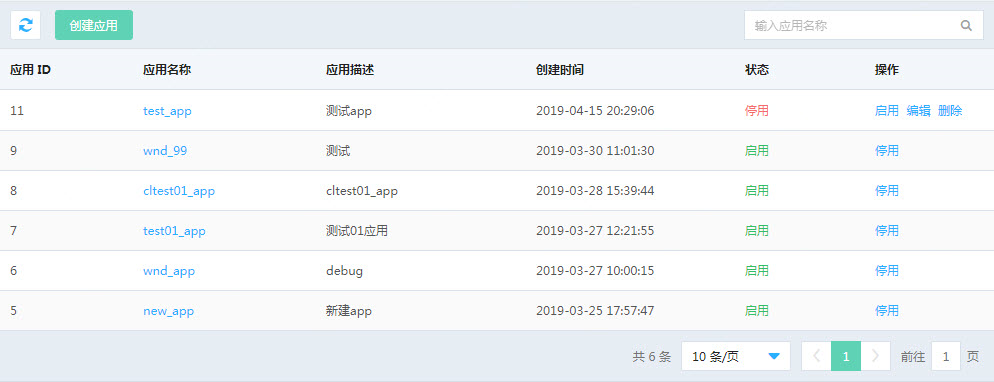 创建应用 输入应用名称
应用 ID 应用名称 应用描述 创建时间 状态 操作
11 test_app 测试app 2019-04-15 20:29:06 停用 启用 编辑 删除
9 wnd_99 测试 2019-03-30 11:01:30 启用 停用
8 cltest01_app cltest01_app 2019-03-28 15:39:44 启用 停用
7 test01_app 测试01应用 2019-03-27 12:21:55 启用 停用
6 wnd_app debug 2019-03-27 10:00:15 启用 停用
5 new_app 新建app 2019-03-25 17:57:47 启用 停用
共 6 条 10 条/页 1 前往 1 页